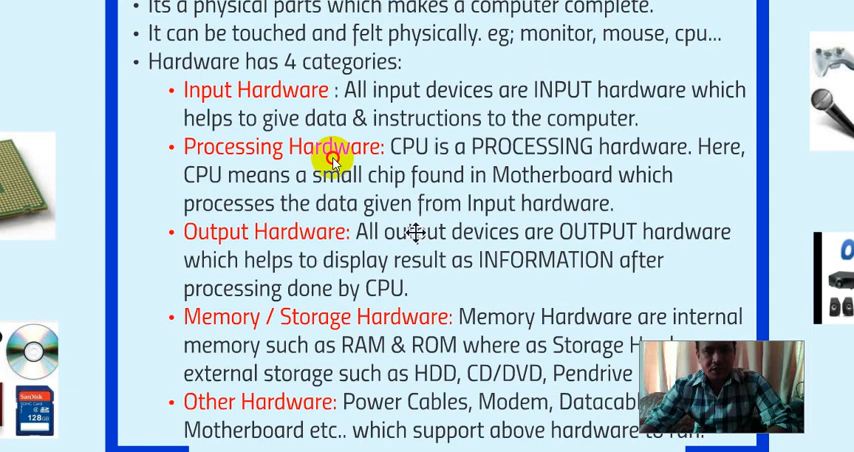 • Its a physical parts which makes a computer complete.
• It can be touched and felt physically. eg; monitor, mouse, cpu...
• Hardware has 4 categories:
• Input Hardware : All input devices are INPUT hardware which
helps to give data & instructions to the computer.
• Processing Hardware: CPU is a PROCESSING hardware. Here,
CPU means a small chip found in Motherboard which
processes the data given from Input hardware.
• Output Hardware: All output devices are OUTPUT hardware
which helps to display result as INFORMATION after
processing done by CPU.
• Memory / Storage Hardware: Memory Hardware are internal
memory such as RAM & ROM where as Storage
external storage such as HDD, CD/DVD, Pendrive
• Other Hardware: Power Cables, Modem,
Motherboard etc.. which support above hardware to run.
SanDisk
128GB